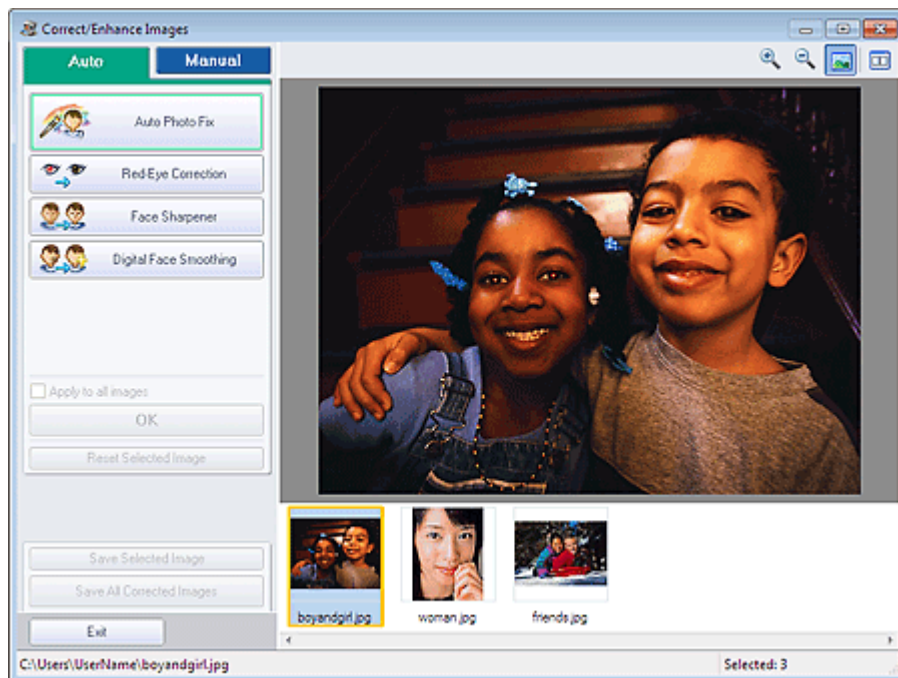 Correct/Enhance Images
Auto
Manual
Auto Photo Fix
Red-Eye Correction
Face Sharpener
Digital Face Smoothing
Apply to all images
OK
Reset Selected Image
Save Selected Image
Save All Corrected Images
Exit
boyandgirl.jpg
woman.jpg
friends.jpg
C:\Users\UserName\boyandgirl.jpg
Selected: 3